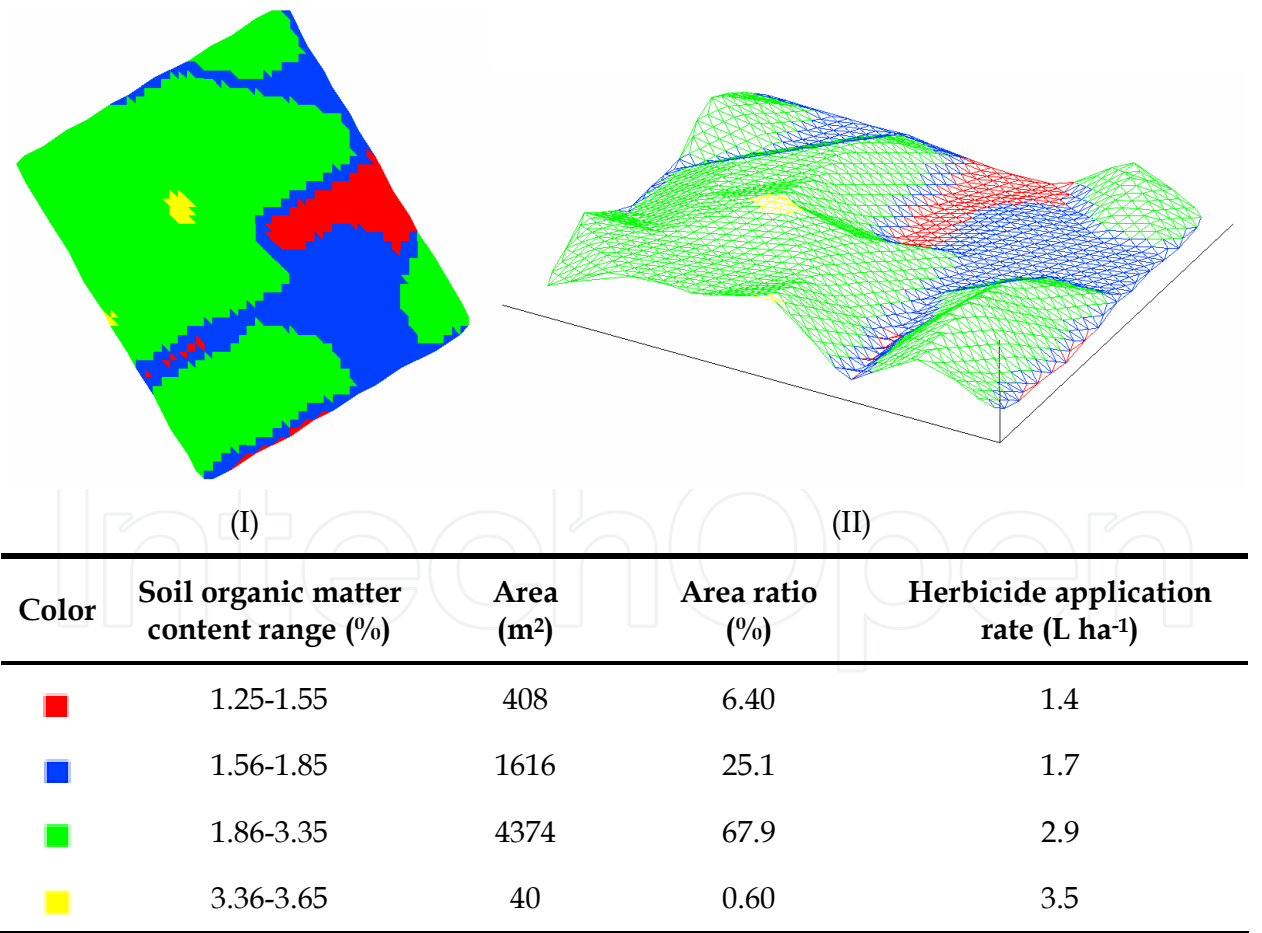 (I) (II)
IntechOpen
Color Soil organic matter content range (%) Area (m²) Area ratio (%) Herbicide application rate (L ha⁻¹)
1.25-1.55 408 6.40 1.4
1.56-1.85 1616 25.1 1.7
1.86-3.35 4374 67.9 2.9
3.36-3.65 40 0.60 3.5